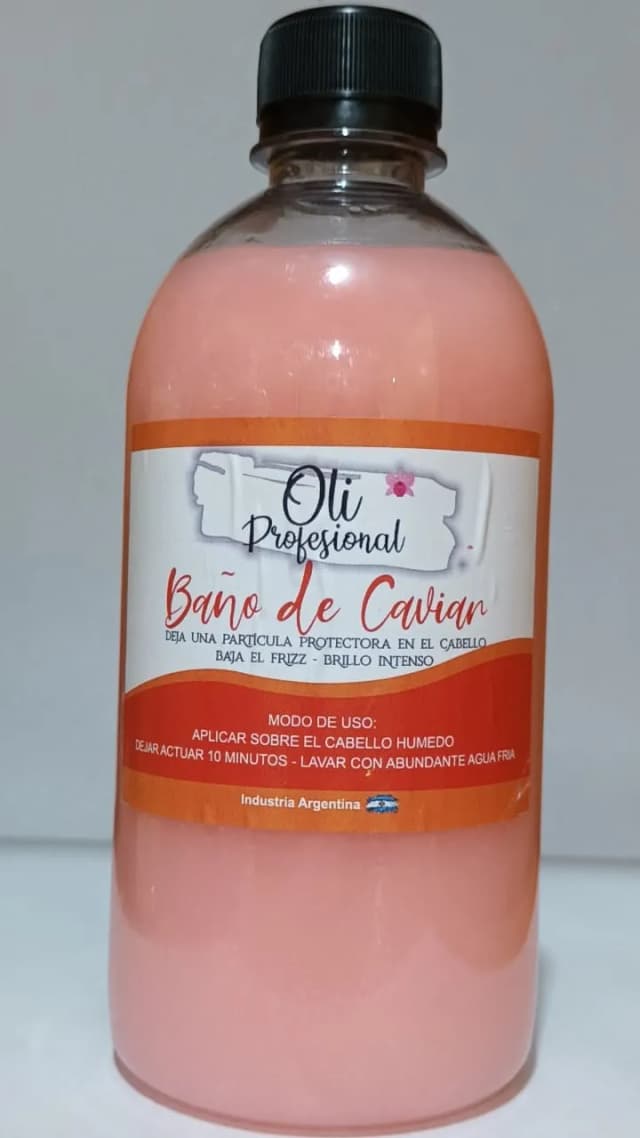 Oli
Profesional
Baño de Caviar
DEJA UNA PARTÍCULA PROTECTORA EN EL CABELLO
BAJA EL FRIZZ - BRILLO INTENSO
MODO DE USO:
APLICAR SOBRE EL CABELLO HUMEDO
DEJAR ACTUAR 10 MINUTOS - LAVAR CON ABUNDANTE AGUA FRIA
Industria Argentina